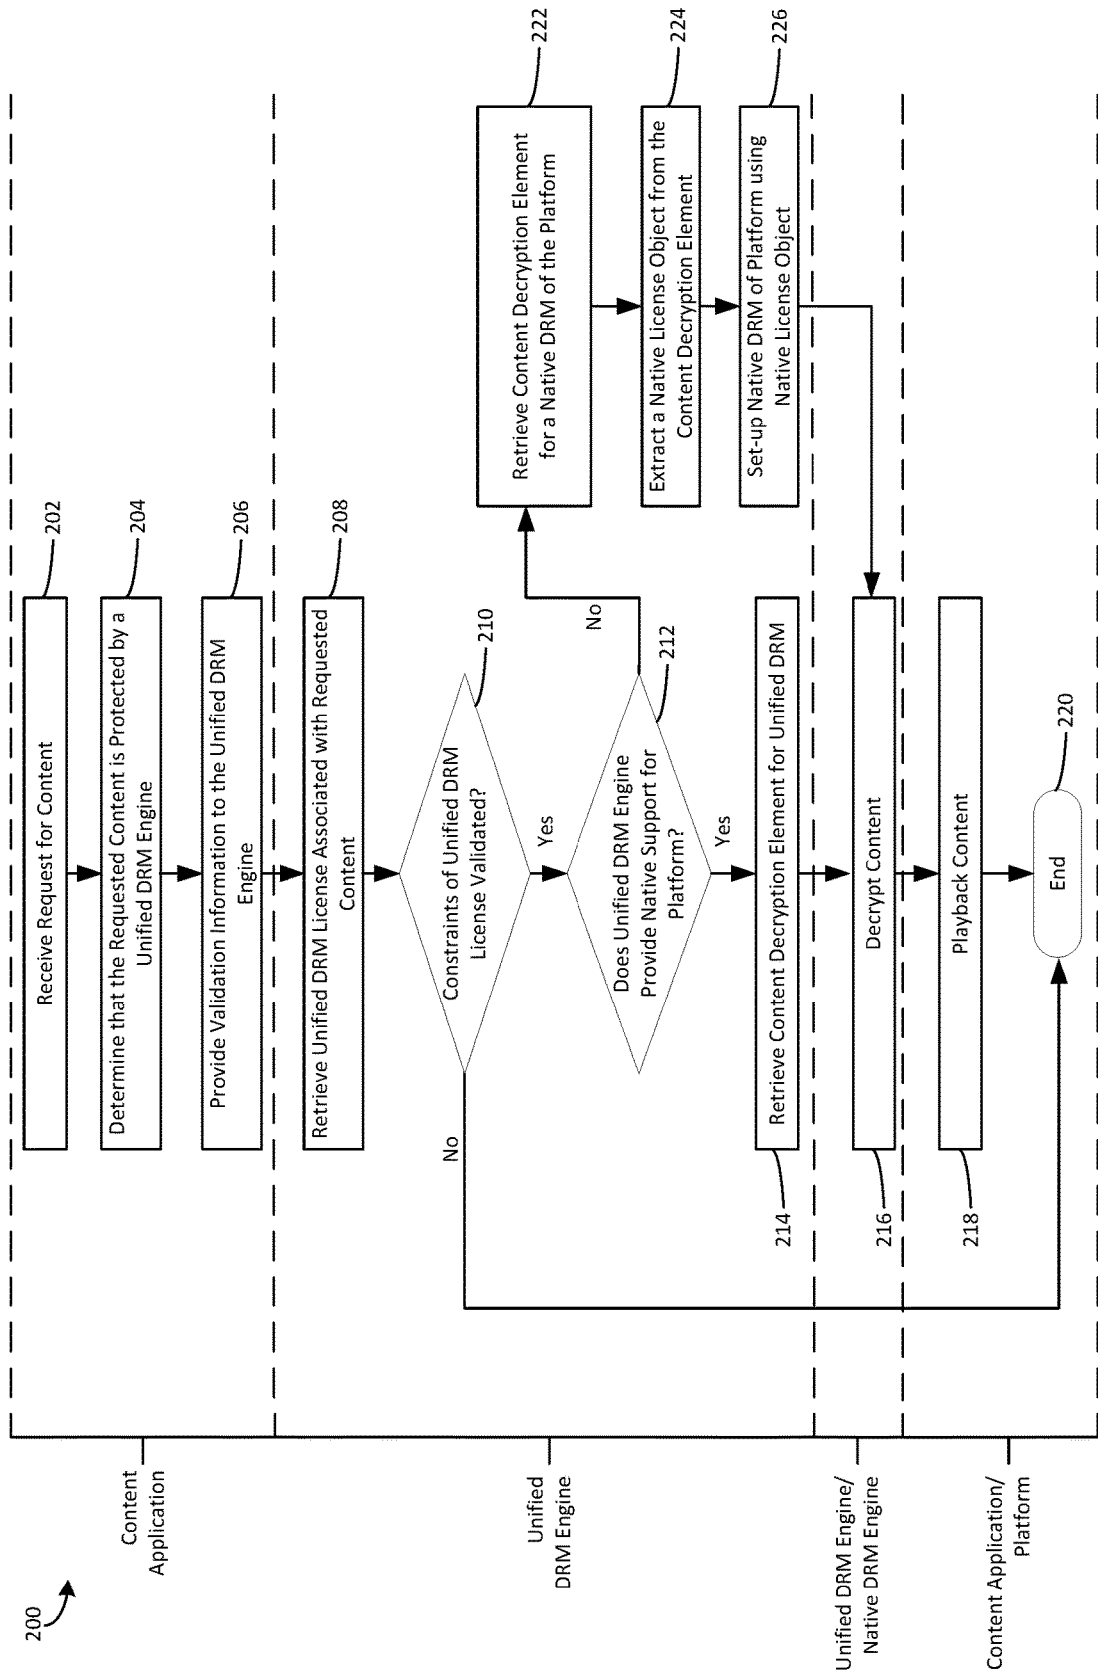 200
Content
Application
Unified
DRM Engine
Unified DRM Engine/
Native DRM Engine
Content Application/
Platform
Receive Request for Content
202
Determine that the Requested Content is Protected by a
Unified DRM Engine
204
Provide Validation Information to the Unified DRM
Engine
206
Retrieve Unified DRM License Associated with Requested
Content
208
Constraints of Unified DRM
License Validated?
210
No
Yes
Does Unified DRM Engine
Provide Native Support for
Platform?
212
No
Yes
Retrieve Content Decryption Element for Unified DRM
214
Decrypt Content
216
Playback Content
218
End
220
Retrieve Content Decryption Element
for a Native DRM of the Platform
222
Extract a Native License Object from the
Content Decryption Element
224
Set-up Native DRM of Platform using
Native License Object
226